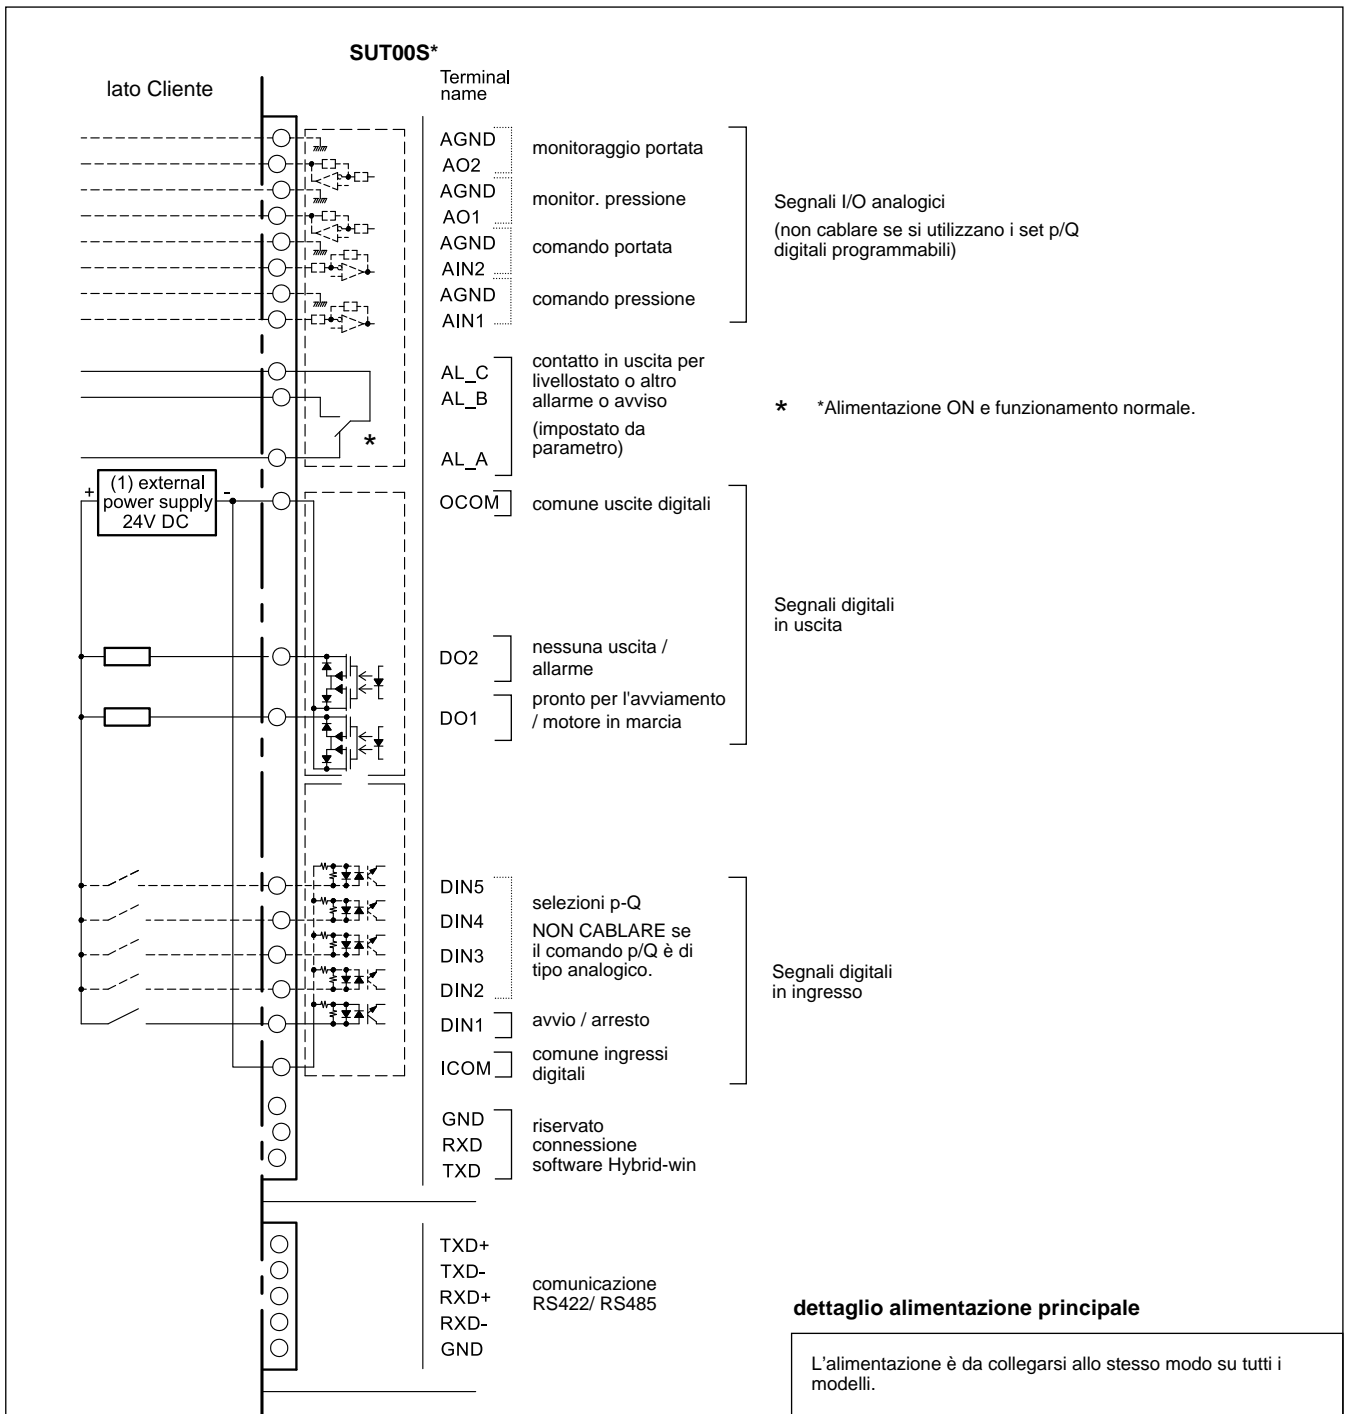 SUT00S*
lato Cliente
Terminal
name
AGND
AO2
monitoraggio portata
AGND
AO1
monitor. pressione
AGND
AIN2
comando portata
AGND
AIN1
comando pressione
Segnali I/O analogici
(non cablare se si utilizzano i set p/Q
digitali programmabili)
AL_C
AL_B
AL_A
contatto in uscita per
livellostato o altro
allarme o avviso
(impostato da
parametro)
*
* *Alimentazione ON e funzionamento normale.
+
(1) external
power supply
24V DC
-
OCOM
comune uscite digitali
Segnali digitali
in uscita
DO2
nessuna uscita /
allarme
DO1
pronto per l'avviamento
/ motore in marcia
DIN5
DIN4
DIN3
DIN2
selezioni p-Q
NON CABLARE se
il comando p/Q è di
tipo analogico.
Segnali digitali
in ingresso
DIN1
avvio / arresto
ICOM
comune ingressi
digitali
GND
RXD
TXD
riservato
connessione
software Hybrid-win
TXD+
TXD-
RXD+
RXD-
GND
comunicazione
RS422/ RS485
dettaglio alimentazione principale
L'alimentazione è da collegarsi allo stesso modo su tutti i
modelli.